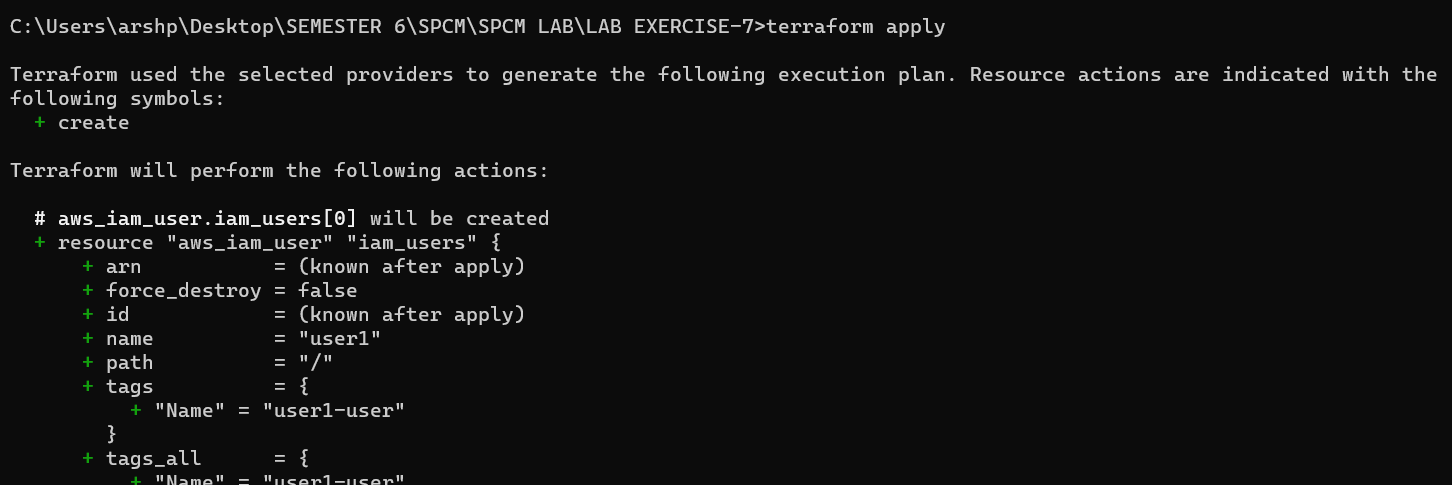 C:\Users\arshp\Desktop\SEMESTER 6\SPCM\SPCM LAB\LAB EXERCISE-7>terraform apply
Terraform used the selected providers to generate the following execution plan. Resource actions are indicated with the
following symbols:
+ create
Terraform will perform the following actions:
# aws_iam_user.iam_users[0] will be created
+ resource "aws_iam_user" "iam_users" {
+ arn = (known after apply)
+ force_destroy = false
+ id = (known after apply)
+ name = "user1"
+ path = "/"
+ tags = {
+ "Name" = "user1-user"
}
+ tags_all = {
+ "Name" = "user1-user"